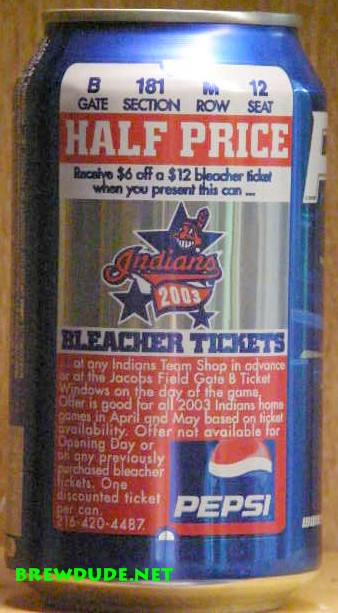 B 181 M 12
GATE SECTION ROW SEAT
HALF PRICE
Receive $6 off a $12 bleacher ticket
when you present this can ...
Indians
2003
BLEACHER TICKETS
... at any Indians Team Shop in advance
or at the Jacobs Field Gate B Ticket
Windows on the day of the game.
Offer is good for all 2003 Indians home
games in April and May based on ticket
availability. Offer not available for
Opening Day or
on any previously
purchased bleacher
tickets. One
discounted ticket
per can.
216-420-4487.
PEPSI
BREWDUDE.NET